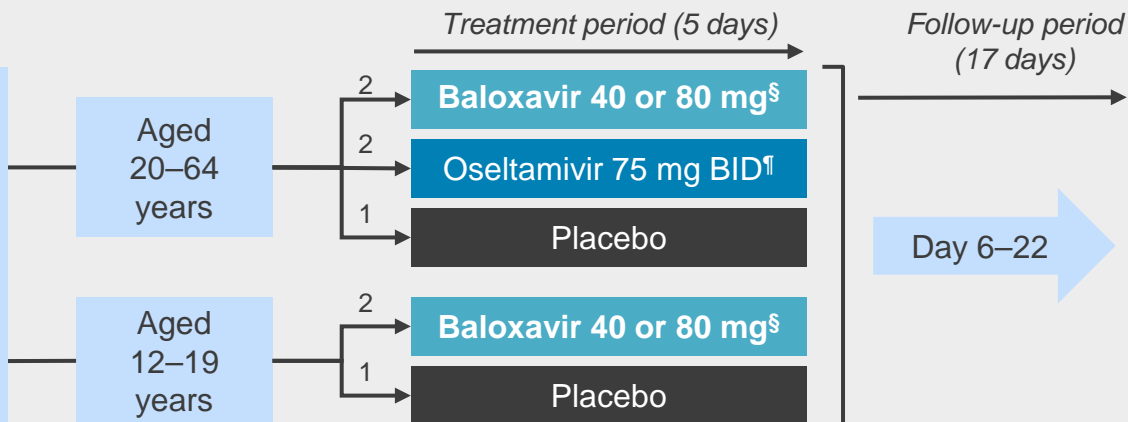 Treatment period (5 days)
Follow-up period
(17 days)
Aged
20–64
years
2
Baloxavir 40 or 80 mg§
2
Oseltamivir 75 mg BID¶
1
Placebo
Day 6–22
Aged
12–19
years
2
Baloxavir 40 or 80 mg§
1
Placebo